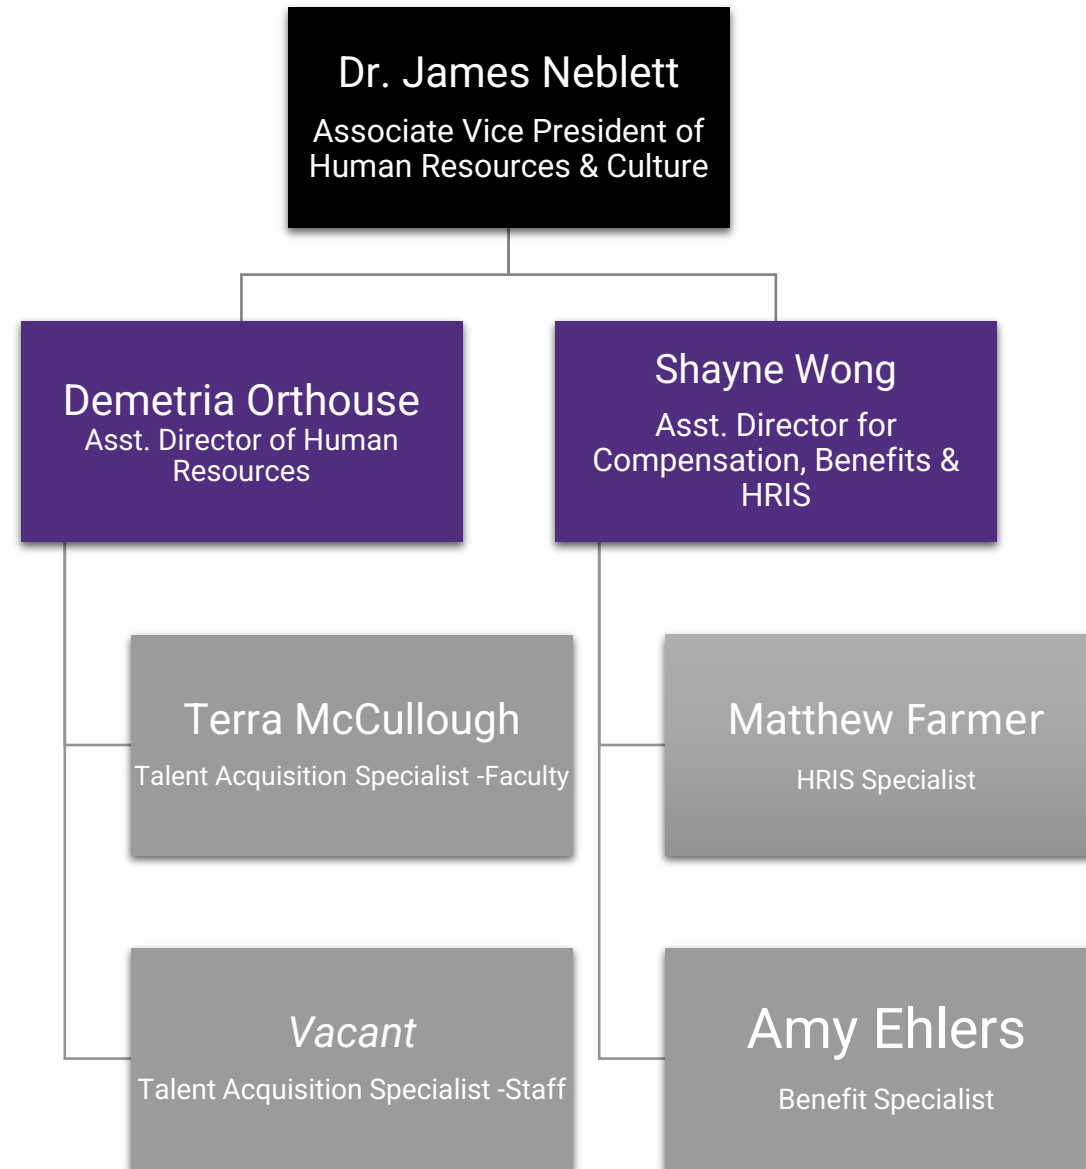 Dr. James Neblett
Associate Vice President of
Human Resources & Culture
Demetria Orthouse
Asst. Director of Human
Resources
Shayne Wong
Asst. Director for
Compensation, Benefits &
HRIS
Terra McCullough
Talent Acquisition Specialist -Faculty
Matthew Farmer
HRIS Specialist
Vacant
Talent Acquisition Specialist -Staff
Amy Ehlers
Benefit Specialist